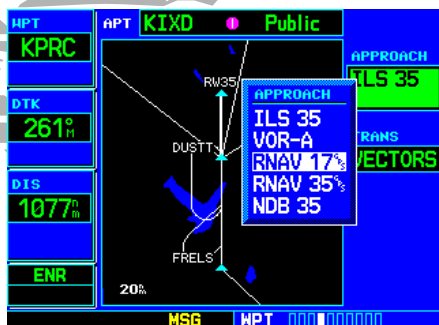 WPT
KPRC
APT KIXD Public
APPROACH
ILS 35
TRANS
VECTORS
DTK
261°M
DIS
1077nm
ENR
RW35
DUSTT
FRELS
20nm
APPROACH
ILS 35
VOR-A
RNAV 17GPS
RNAV 35GPS
NDB 35
MSG
WPT